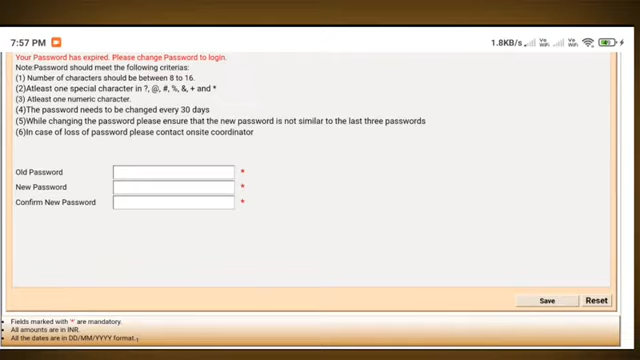 7:57 PM
1.8KB/s
Vo WiFi
Vo WiFi
Your Password has expired. Please change Password to login.
Note:Password should meet the following criterias:
(1) Number of characters should be between 8 to 16.
(2)Atleast one special character in ?, @, #, %, &, + and *
(3) Atleast one numeric character.
(4)The password needs to be changed every 30 days
(5)While changing the password please ensure that the new password is not similar to the last three passwords
(6)In case of loss of password please contact onsite coordinator
Old Password *
New Password *
Confirm New Password *
Save Reset
Fields marked with '*' are mandatory.
All amounts are in INR.
All the dates are in DD/MM/YYYY format.